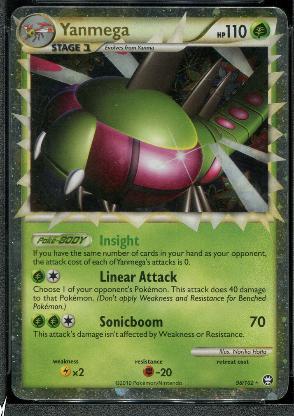 Yanmega
HP110
STAGE 1
Evolves from Yanma
Poké-BODY Insight
If you have the same number of cards in your hand as your opponent,
the attack cost of each of Yanmega's attacks is 0.
Linear Attack
Choose 1 of your opponent's Pokémon. This attack does 40 damage
to that Pokémon. (Don't apply Weakness and Resistance for Benched
Pokémon.)
Sonicboom 70
This attack's damage isn't affected by Weakness or Resistance.
Illus. Noriko Hotta
weakness resistance retreat cost
×2 -20
©2010 Pokémon/Nintendo 98/102